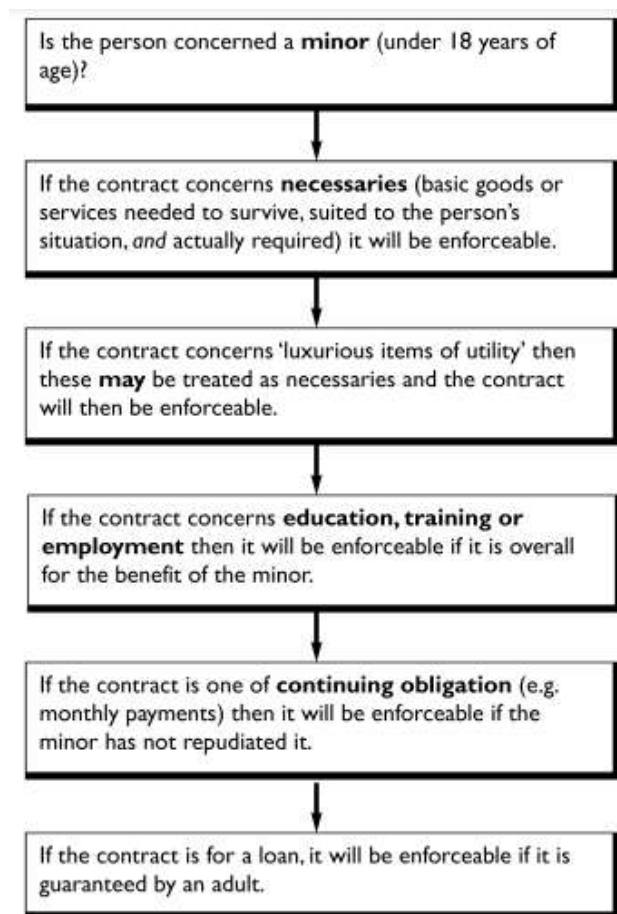 Is the person concerned a minor (under 18 years of
age)?
If the contract concerns necessaries (basic goods or
services needed to survive, suited to the person's
situation, and actually required) it will be enforceable.
If the contract concerns 'luxurious items of utility' then
these may be treated as necessaries and the contract
will then be enforceable.
If the contract concerns education, training or
employment then it will be enforceable if it is overall
for the benefit of the minor.
If the contract is one of continuing obligation (e.g.
monthly payments) then it will be enforceable if the
minor has not repudiated it.
If the contract is for a loan, it will be enforceable if it is
guaranteed by an adult.